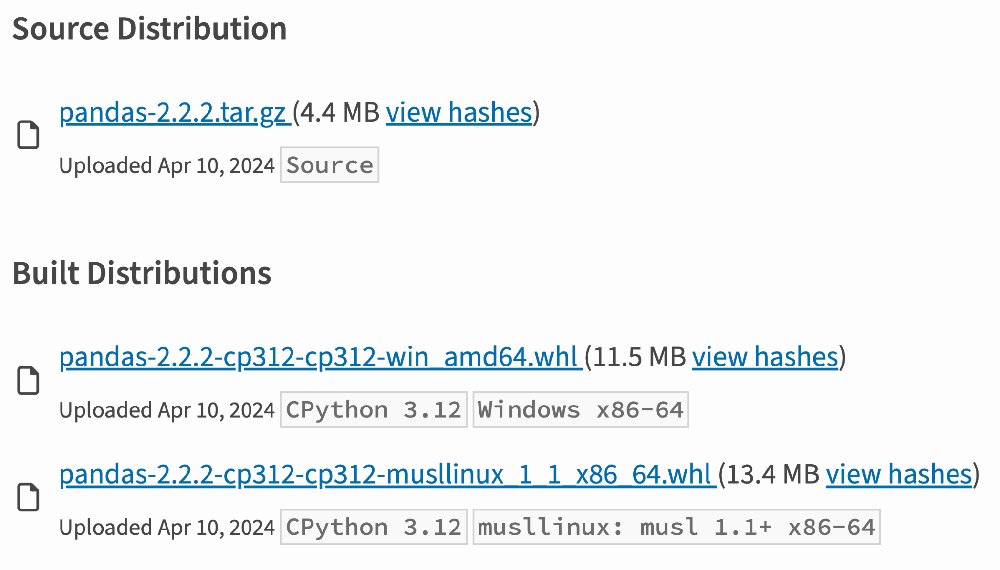 Source Distribution
pandas-2.2.2.tar.gz (4.4 MB view hashes)
Uploaded Apr 10, 2024 Source
Built Distributions
pandas-2.2.2-cp312-cp312-win_amd64.whl (11.5 MB view hashes)
Uploaded Apr 10, 2024 CPython 3.12 Windows x86-64
pandas-2.2.2-cp312-cp312-musllinux_1_1_x86_64.whl (13.4 MB view hashes)
Uploaded Apr 10, 2024 CPython 3.12 musllinux: musl 1.1+ x86-64